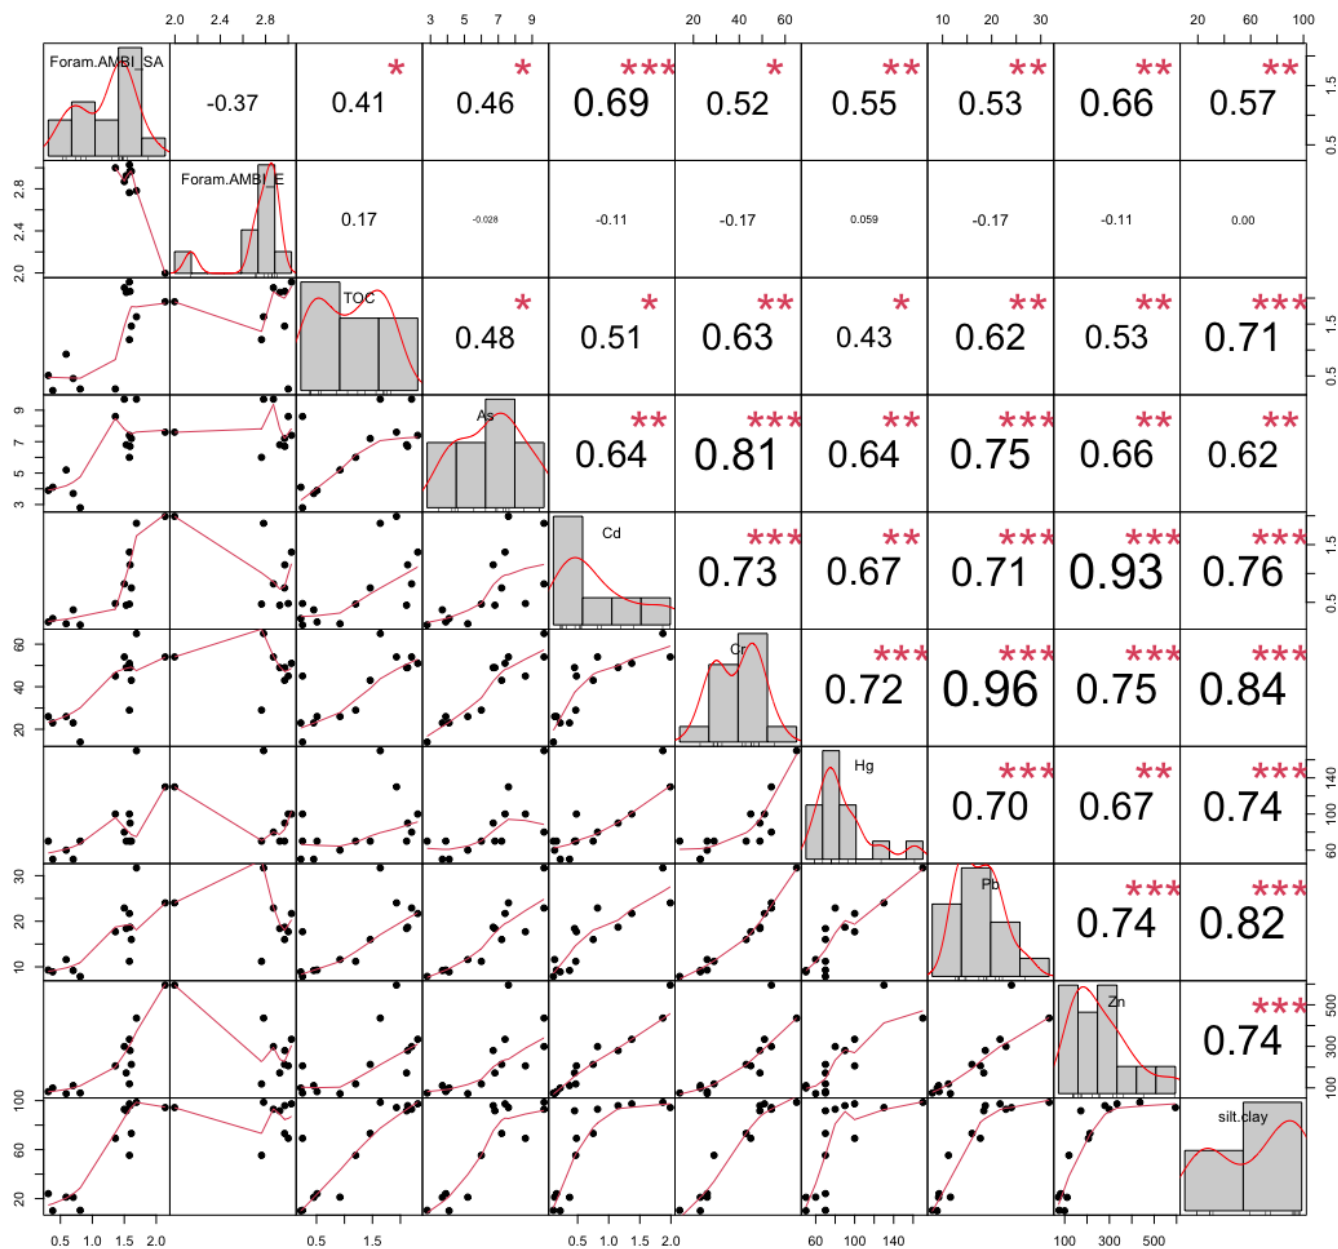 2.0 2.4 2.8 3 5 7 9 20 40 60 10 20 30 20 60 100
Foram.AMBI_SA -0.37 * 0.41 * 0.46 *** 0.69 * 0.52 ** 0.55 ** 0.53 ** 0.66 ** 0.57 0.5 1.5
2.0 2.4 2.8 Foram.AMBI_E 0.17 -0.028 -0.11 -0.17 0.059 -0.17 -0.11 0.00
TOC * 0.48 * 0.51 ** 0.63 * 0.43 ** 0.62 ** 0.53 *** 0.71 0.5 1.5
3 5 7 9 As ** 0.64 *** 0.81 ** 0.64 *** 0.75 ** 0.66 ** 0.62
Cd *** 0.73 ** 0.67 *** 0.71 *** 0.93 *** 0.76 0.5 1.5
20 40 60 Cr *** 0.72 *** 0.96 *** 0.75 *** 0.84
Hg *** 0.70 ** 0.67 *** 0.74 60 100 140
10 20 30 Pb *** 0.74 *** 0.82
Zn *** 0.74 100 300 500
20 60 100 silt.clay
0.5 1.0 1.5 2.0 0.5 1.5 0.5 1.0 1.5 2.0 60 100 140 100 300 500